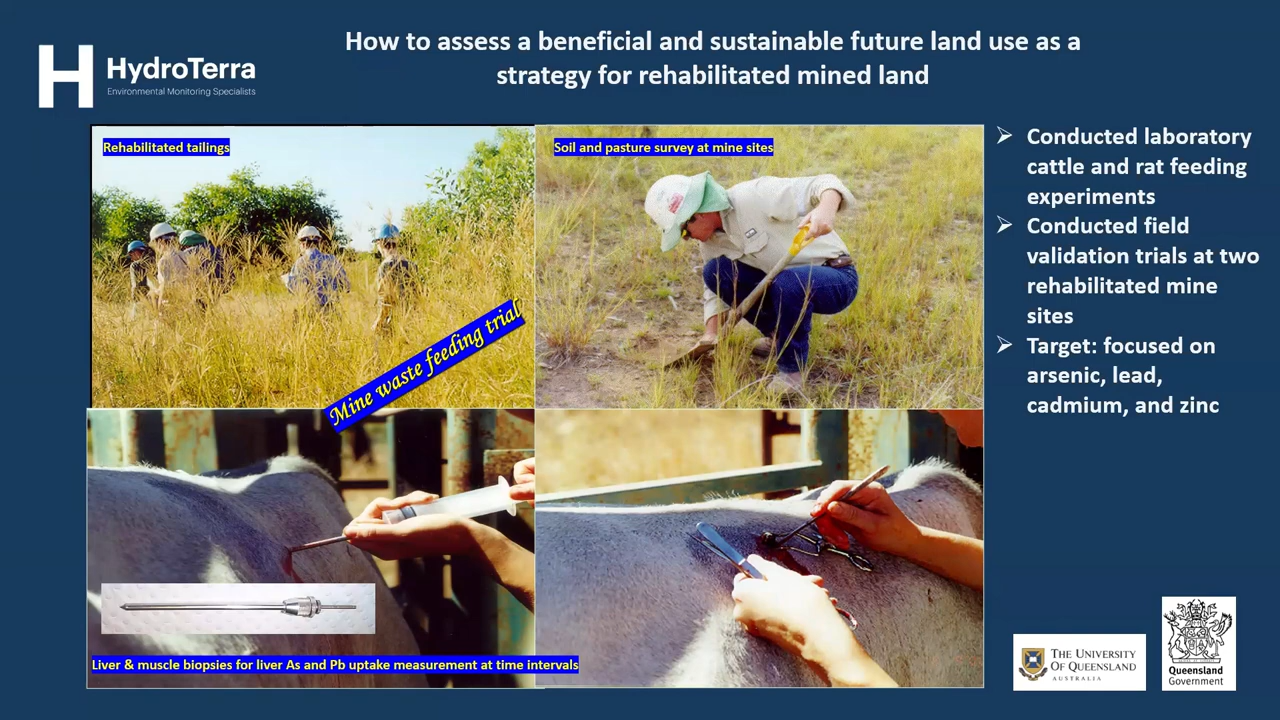 How to assess a beneficial and sustainable future land use as a
strategy for rehabilitated mined land
HydroTerra
Environmental Monitoring Specialists
Rehabilitated tailings
Soil and pasture survey at mine sites
Mine waste feeding trial
Liver & muscle biopsies for liver As and Pb uptake measurement at time intervals
➢ Conducted laboratory
cattle and rat feeding
experiments
➢ Conducted field
validation trials at two
rehabilitated mine
sites
➢ Target: focused on
arsenic, lead,
cadmium, and zinc
THE UNIVERSITY
OF QUEENSLAND
AUSTRALIA
Queensland
Government